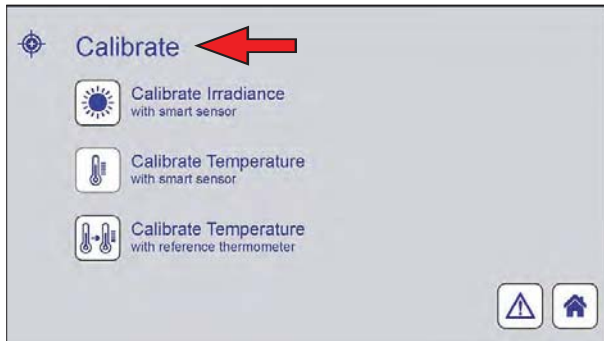 Calibrate
Calibrate Irradiance
with smart sensor
Calibrate Temperature
with smart sensor
Calibrate Temperature
with reference thermometer